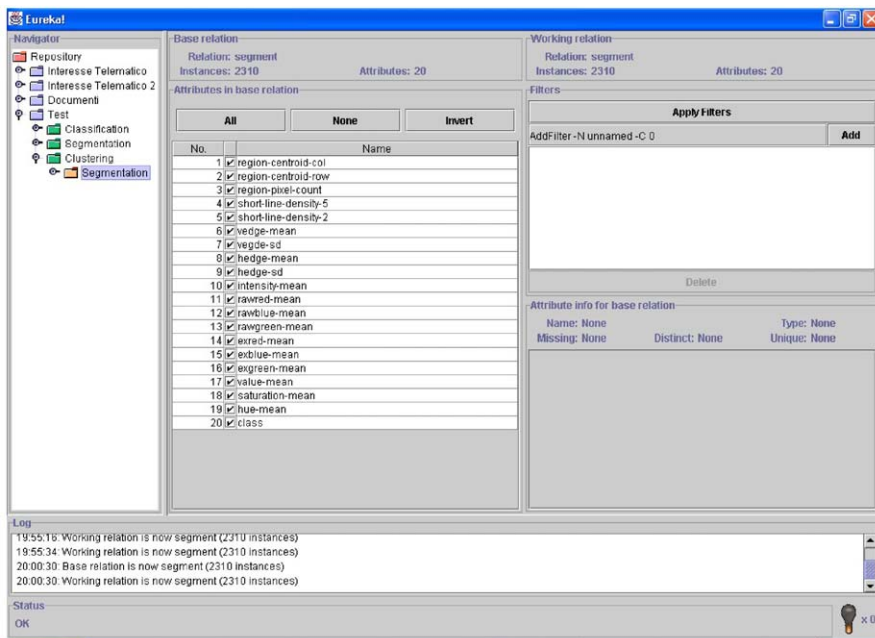 Eureka!
Navigator
Repository
Interesse Telematico
Interesse Telematico 2
Documenti
Test
Classification
Segmentation
Clustering
Segmentation
Base relation
Relation: segment
Instances: 2310 Attributes: 20
Attributes in base relation
All None Invert
No. Name
1 region-centroid-col
2 region-centroid-row
3 region-pixel-count
4 short-line-density-5
5 short-line-density-2
6 vedge-mean
7 vegde-sd
8 hedge-mean
9 hedge-sd
10 intensity-mean
11 rawred-mean
12 rawblue-mean
13 rawgreen-mean
14 exred-mean
15 exblue-mean
16 exgreen-mean
17 value-mean
18 saturation-mean
19 hue-mean
20 class
Working relation
Relation: segment
Instances: 2310 Attributes: 20
Filters
Apply Filters
AddFilter -N unnamed -C 0 Add
Delete
Attribute info for base relation
Name: None Type: None
Missing: None Distinct: None Unique: None
Log
19:55:16: Working relation is now segment (2310 instances)
19:55:34: Working relation is now segment (2310 instances)
20:00:30: Base relation is now segment (2310 instances)
20:00:30: Working relation is now segment (2310 instances)
Status
OK
x 0